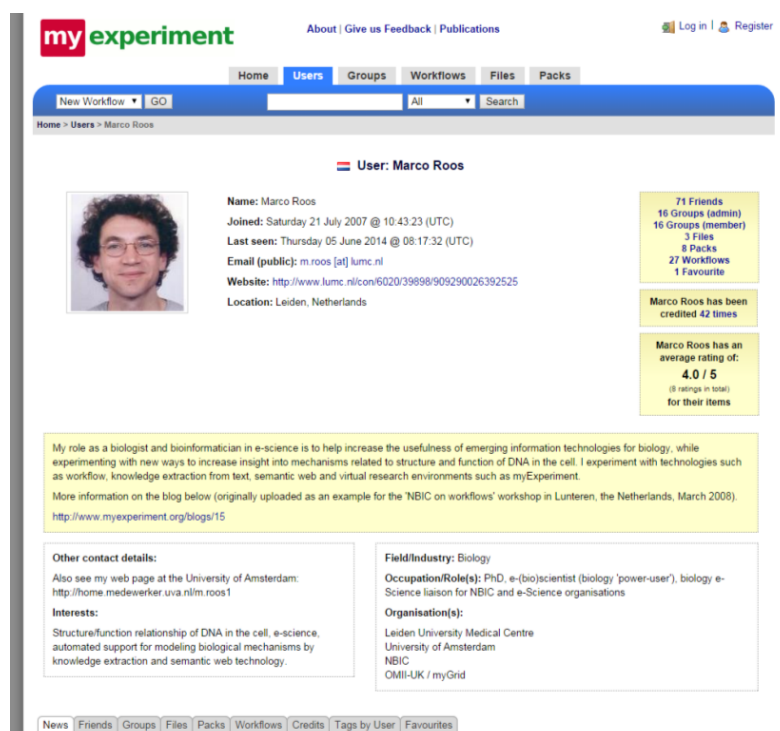 my experiment
About | Give us Feedback | Publications
Log in | Register
Home Users Groups Workflows Files Packs
New Workflow GO All Search
Home > Users > Marco Roos
User: Marco Roos
Name: Marco Roos
Joined: Saturday 21 July 2007 @ 10:43:23 (UTC)
Last seen: Thursday 05 June 2014 @ 08:17:32 (UTC)
Email (public): m.roos [at] lumc.nl
Website: http://www.lumc.nl/con/6020/39898/909290026392525
Location: Leiden, Netherlands
71 Friends
16 Groups (admin)
16 Groups (member)
3 Files
8 Packs
27 Workflows
1 Favourite
Marco Roos has been
credited 42 times
Marco Roos has an
average rating of:
4.0 / 5
(8 ratings in total)
for their items
My role as a biologist and bioinformatician in e-science is to help increase the usefulness of emerging information technologies for biology, while
experimenting with new ways to increase insight into mechanisms related to structure and function of DNA in the cell. I experiment with technologies such
as workflow, knowledge extraction from text, semantic web and virtual research environments such as myExperiment.
More information on the blog below (originally uploaded as an example for the 'NBIC on workflows' workshop in Lunteren, the Netherlands, March 2008).
http://www.myexperiment.org/blogs/15
Other contact details:
Also see my web page at the University of Amsterdam:
http://home.medewerker.uva.nl/m.roos1
Interests:
Structure/function relationship of DNA in the cell, e-science,
automated support for modeling biological mechanisms by
knowledge extraction and semantic web technology.
Field/Industry: Biology
Occupation/Role(s): PhD, e-(bio)scientist (biology 'power-user'), biology e-
Science liaison for NBIC and e-Science organisations
Organisation(s):
Leiden University Medical Centre
University of Amsterdam
NBIC
OMII-UK / myGrid
News Friends Groups Files Packs Workflows Credits Tags by User Favourites